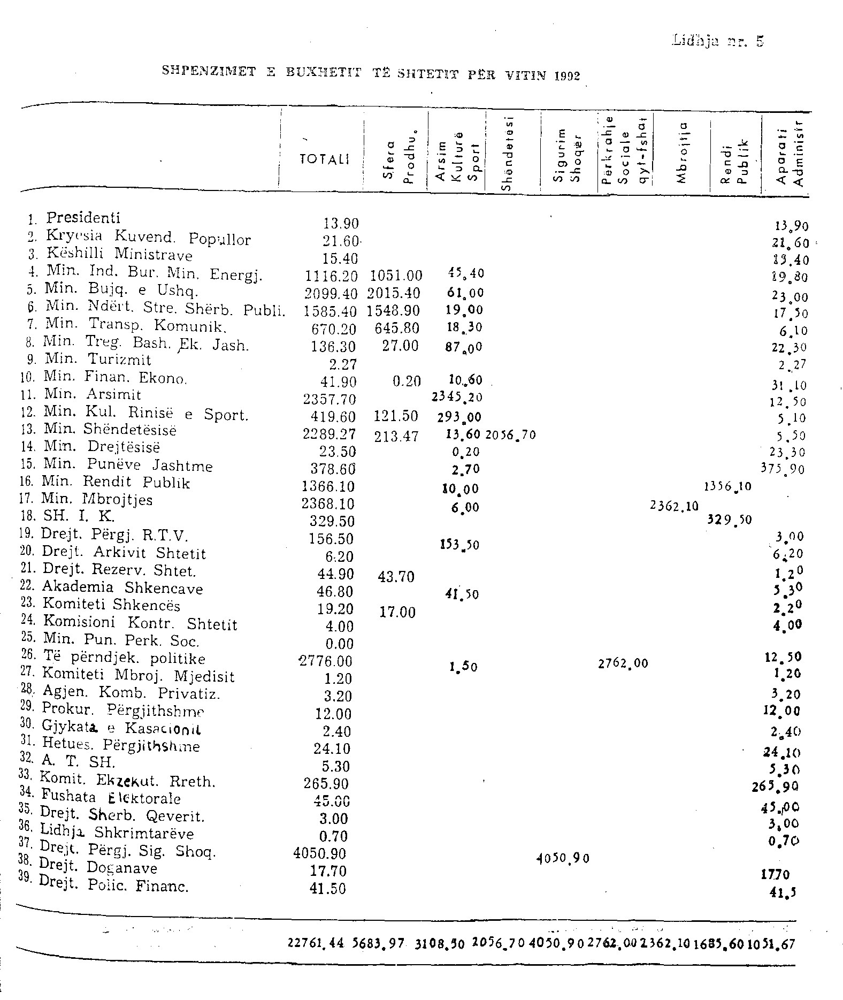 Lidhja nr. 5
SHPENZIMET E BUXHETIT TË SHTETIT PËR VITIN 1992
TOTALI Sfera Prodhu. Arsim Kulturë Sport Shëndetësi Sigurim Shoqër Përkrahje Sociale qyt-fshat Mbrojtja Rendi Publik Aparati Administr
1. Presidenti 13.90 13.90
2. Kryesia Kuvend. Popullor 21.60 21.60
3. Këshilli Ministrave 15.40 15.40
4. Min. Ind. Bur. Min. Energj. 1116.20 1051.00 45.40 19.80
5. Min. Bujq. e Ushq. 2099.40 2015.40 61.00 23.00
6. Min. Ndërt. Stre. Shërb. Publi. 1585.40 1548.90 19.00 17.50
7. Min. Transp. Komunik. 670.20 645.80 18.30 6.10
8. Min. Treg. Bash. Ek. Jash. 136.30 27.00 87.00 22.30
9. Min. Turizmit 2.27 2.27
10. Min. Finan. Ekono. 41.90 0.20 10.60 31.10
11. Min. Arsimit 2357.70 2345.20 12.50
12. Min. Kul. Rinisë e Sport. 419.60 121.50 293.00 5.10
13. Min. Shëndetësisë 2289.27 213.47 13.60 2056.70 5.50
14. Min. Drejtësisë 23.50 0.20 23.30
15. Min. Punëve Jashtme 378.60 2.70 375.90
16. Min. Rendit Publik 1366.10 10.00 1356.10
17. Min. Mbrojtjes 2368.10 6.00 2362.10
18. SH. I. K. 329.50 329.50
19. Drejt. Përgj. R.T.V. 156.50 153.50 3.00
20. Drejt. Arkivit Shtetit 6.20 6.20
21. Drejt. Rezerv. Shtet. 44.90 43.70 1.20
22. Akademia Shkencave 46.80 41.50 5.30
23. Komiteti Shkencës 19.20 17.00 2.20
24. Komisioni Kontr. Shtetit 4.00 4.00
25. Min. Pun. Perk. Soc. 0.00
26. Të përndjek. politike 2776.00 1.50 2762.00 12.50
27. Komiteti Mbroj. Mjedisit 1.20 1.20
28. Agjen. Komb. Privatiz. 3.20 3.20
29. Prokur. Përgjithshme 12.00 12.00
30. Gjykata e Kasacionit 2.40 2.40
31. Hetues. Përgjithshme 24.10 24.10
32. A. T. SH. 5.30 5.30
33. Komit. Ekzekut. Rreth. 265.90 265.90
34. Fushata Elektorale 45.00 45.00
35. Drejt. Sherb. Qeverit. 3.00 3.00
36. Lidhja Shkrimtarëve 0.70 0.70
37. Drejt. Përgj. Sig. Shoq. 4050.90 4050.90
38. Drejt. Doganave 17.70 1770
39. Drejt. Polic. Financ. 41.50 41.5
22761.44 5683.97 3108.50 2056.70 4050.90 2762.00 2362.10 1685.60 1051.67